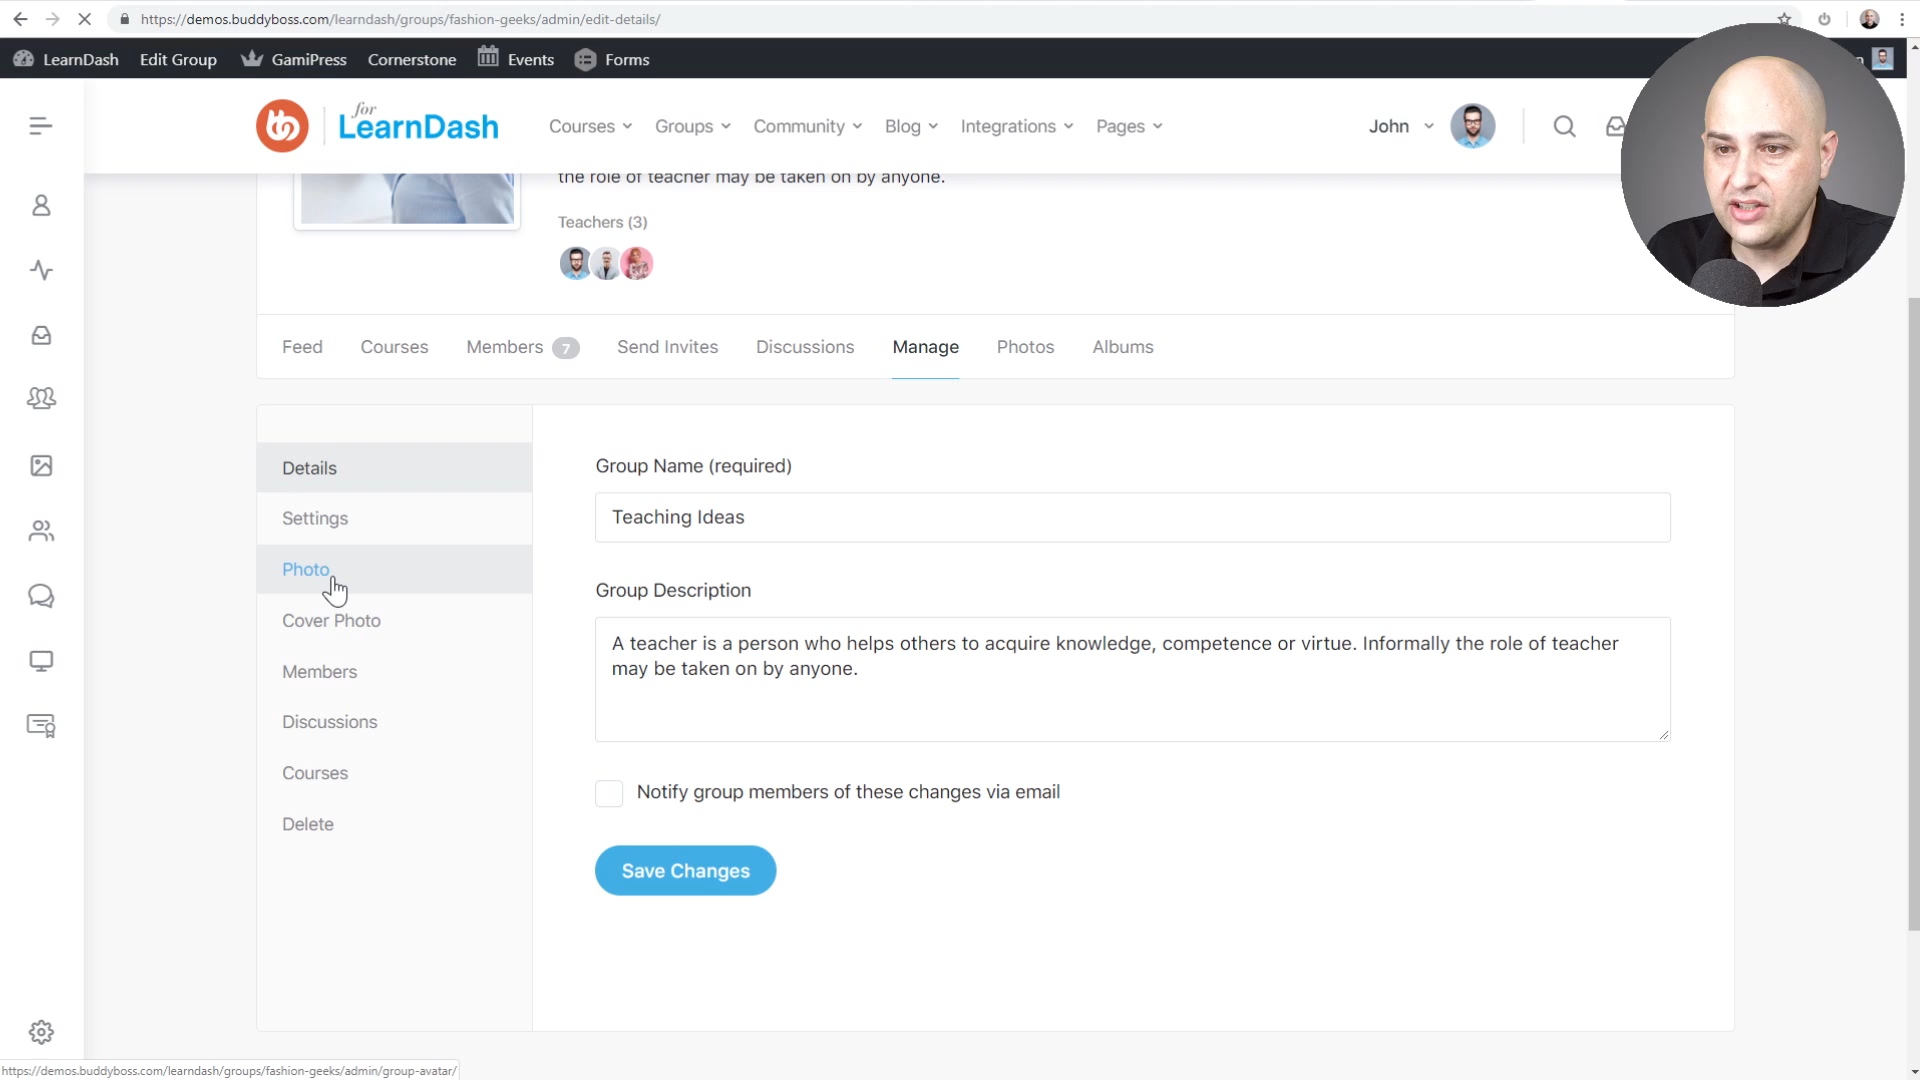 https://demos.buddyboss.com/learndash/groups/fashion-geeks/admin/edit-details/
LearnDash Edit Group GamiPress Cornerstone Events Forms
for
LearnDash
Courses Groups Community Blog Integrations Pages
John
the role of teacher may be taken on by anyone.
Teachers (3)
Feed Courses Members 7 Send Invites Discussions Manage Photos Albums
Details
Settings
Photo
Cover Photo
Members
Discussions
Courses
Delete
Group Name (required)
Teaching Ideas
Group Description
A teacher is a person who helps others to acquire knowledge, competence or virtue. Informally the role of teacher
may be taken on by anyone.
Notify group members of these changes via email
Save Changes
https://demos.buddyboss.com/learndash/groups/fashion-geeks/admin/group-avatar/